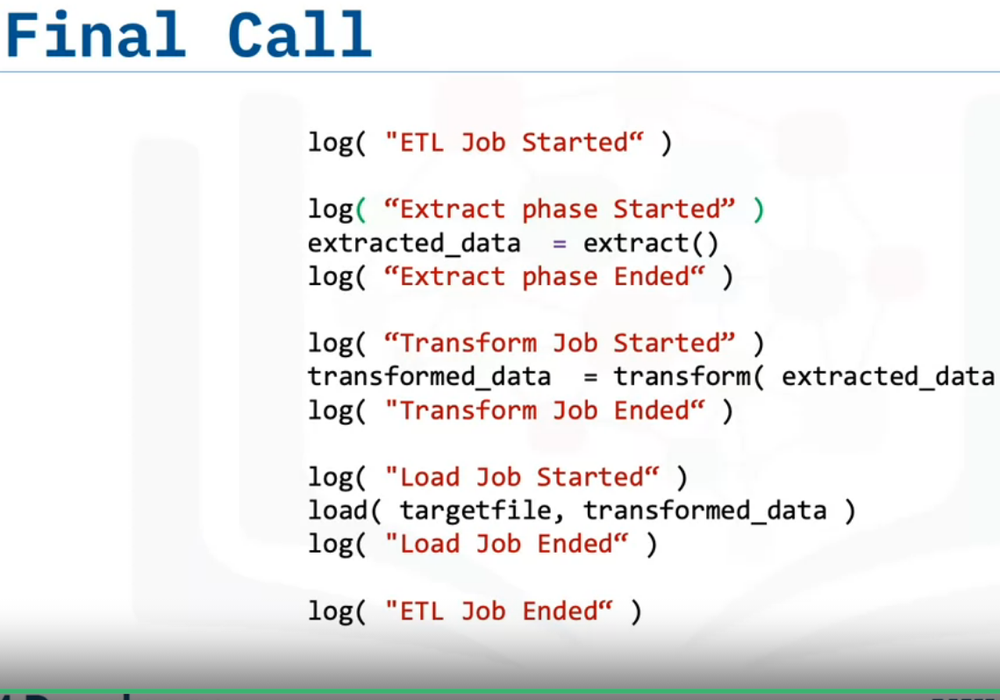 Final Call
log( "ETL Job Started“ )
log( “Extract phase Started” )
extracted_data  = extract()
log( “Extract phase Ended“ )
log( “Transform Job Started” )
transformed_data  = transform( extracted_data
log( "Transform Job Ended“ )
log( "Load Job Started“ )
load( targetfile, transformed_data )
log( "Load Job Ended“ )
log( "ETL Job Ended“ )